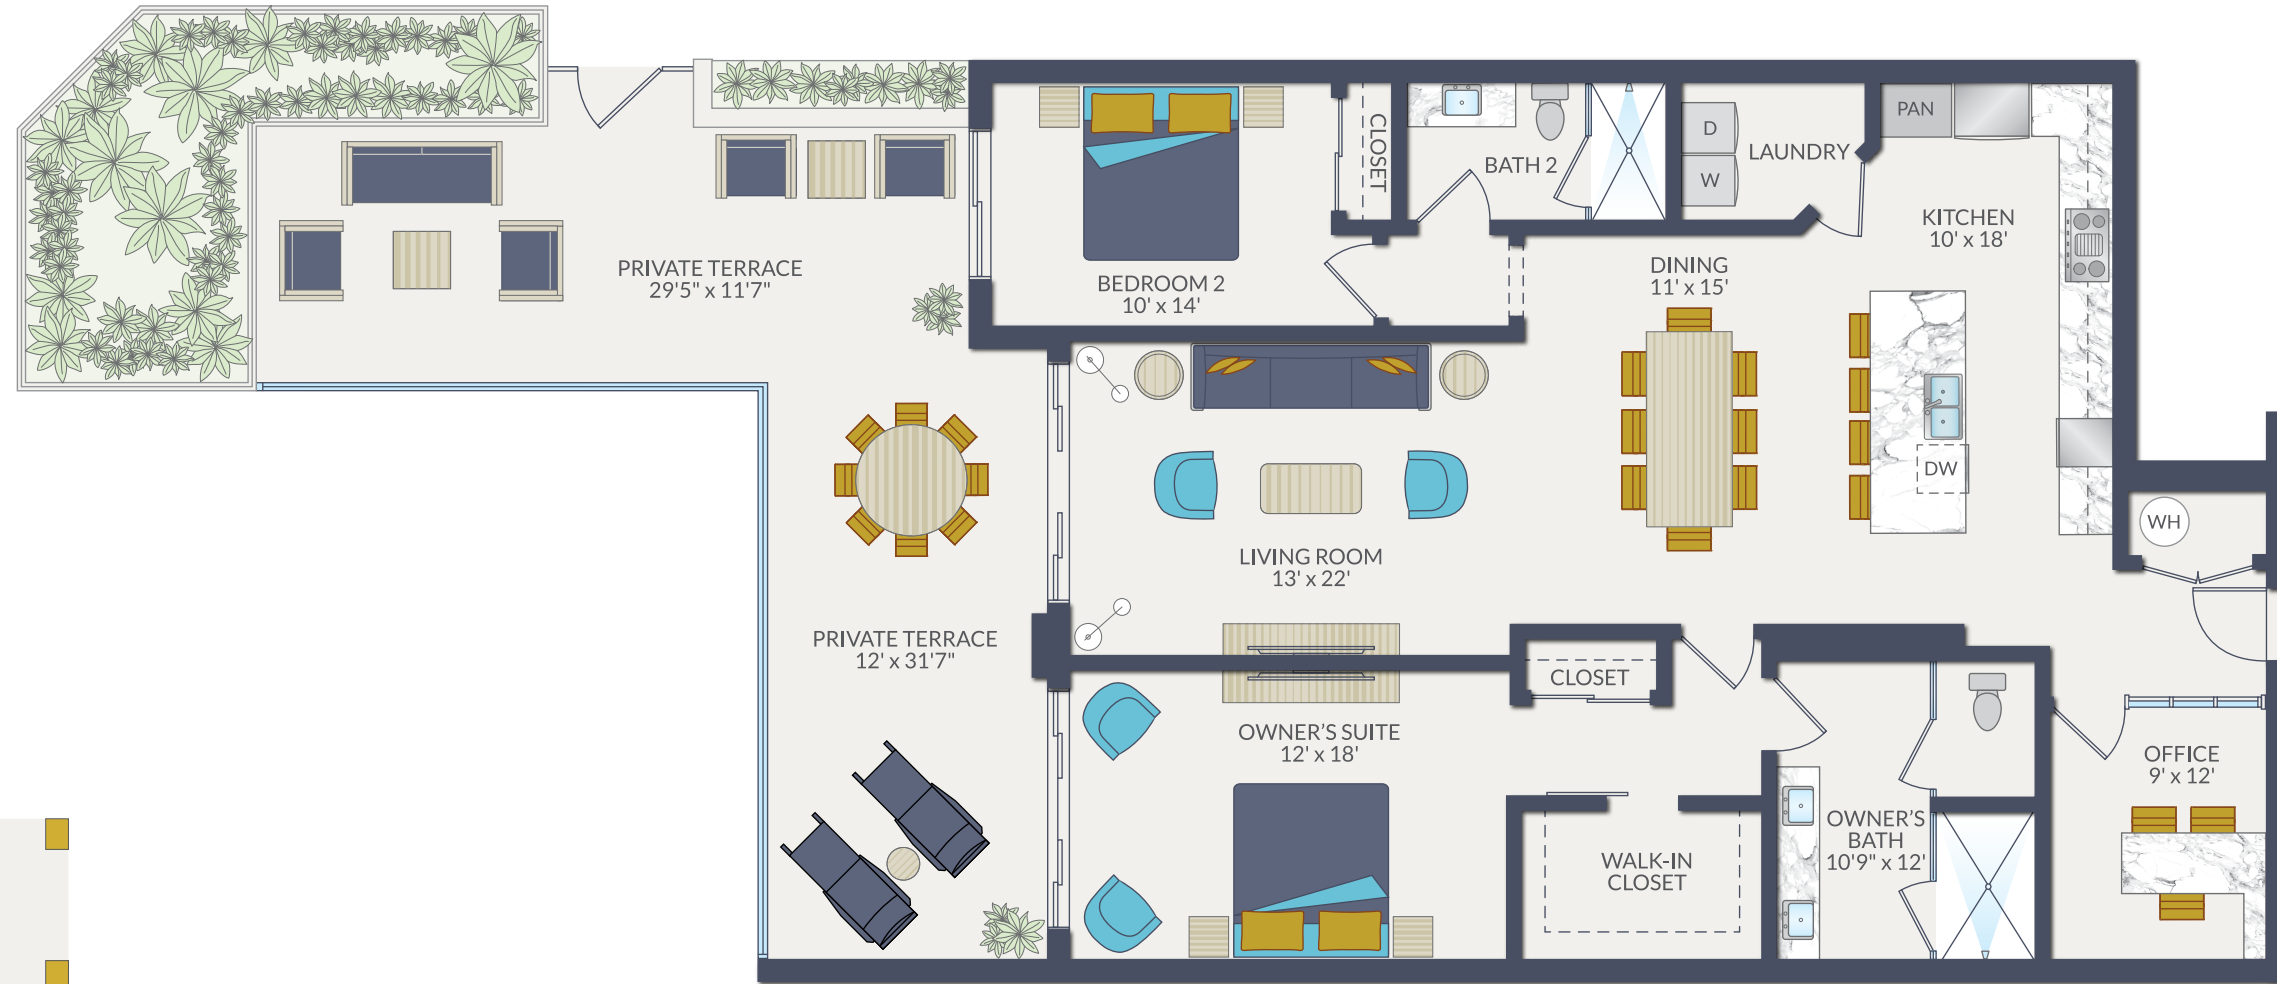 PAN
D
CLOSET
LAUNDRY
BATH 2
W
KITCHEN
10' x 18'
PRIVATE TERRACE
29'5" x 11'7"
BEDROOM 2
10' x 14'
DINING
11' x 15'
DW
WH
LIVING ROOM
13' x 22'
PRIVATE TERRACE
12' x 31'7"
CLOSET
OWNER'S SUITE
12' x 18'
OFFICE
9' x 12'
OWNER'S
BATH
10'9" x 12'
WALK-IN
CLOSET